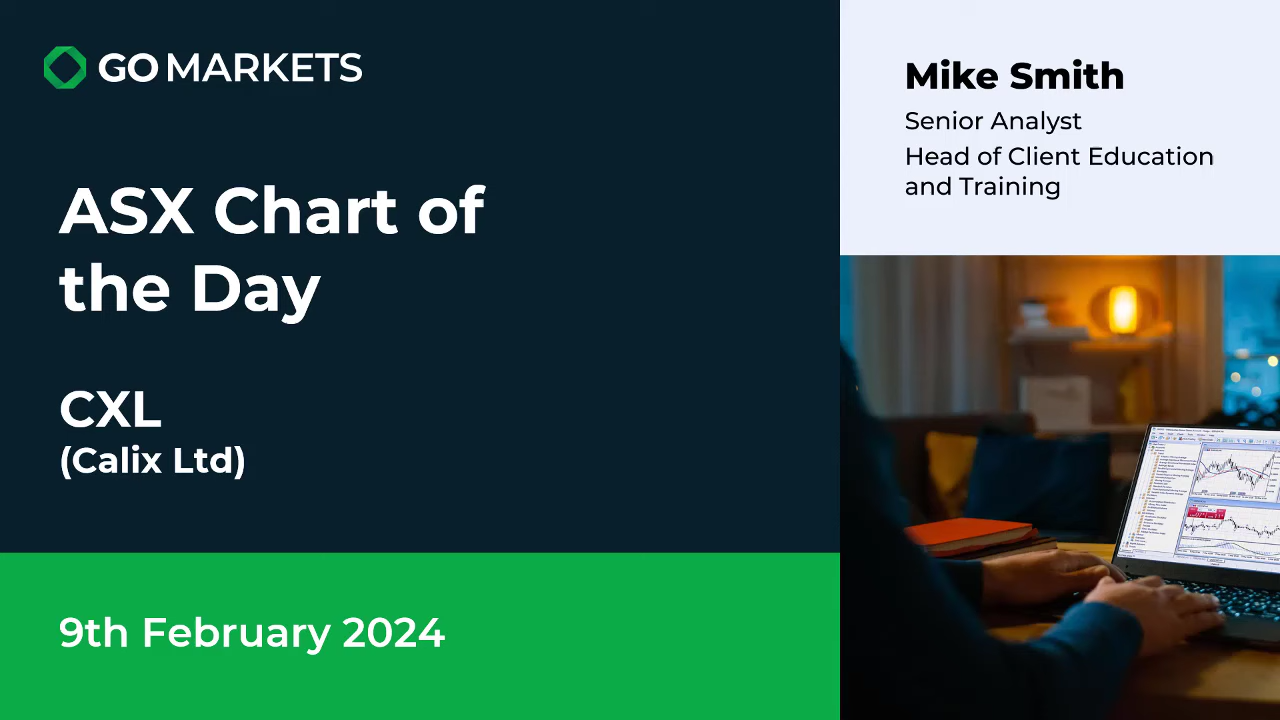 GO MARKETS
ASX Chart of
the Day
CXL
(Calix Ltd)
9th February 2024
Mike Smith
Senior Analyst
Head of Client Education
and Training